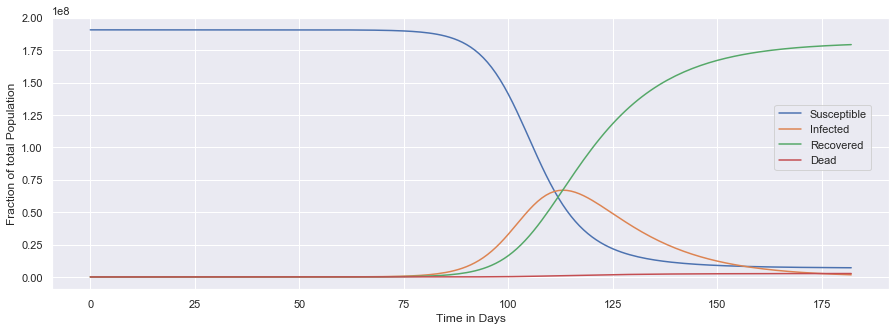 1e8
2.00
1.75
1.50
1.25
1.00
0.75
0.50
0.25
0.00
Fraction of total Population
Susceptible
Infected
Recovered
Dead
0 25 50 75 100 125 150 175
Time in Days